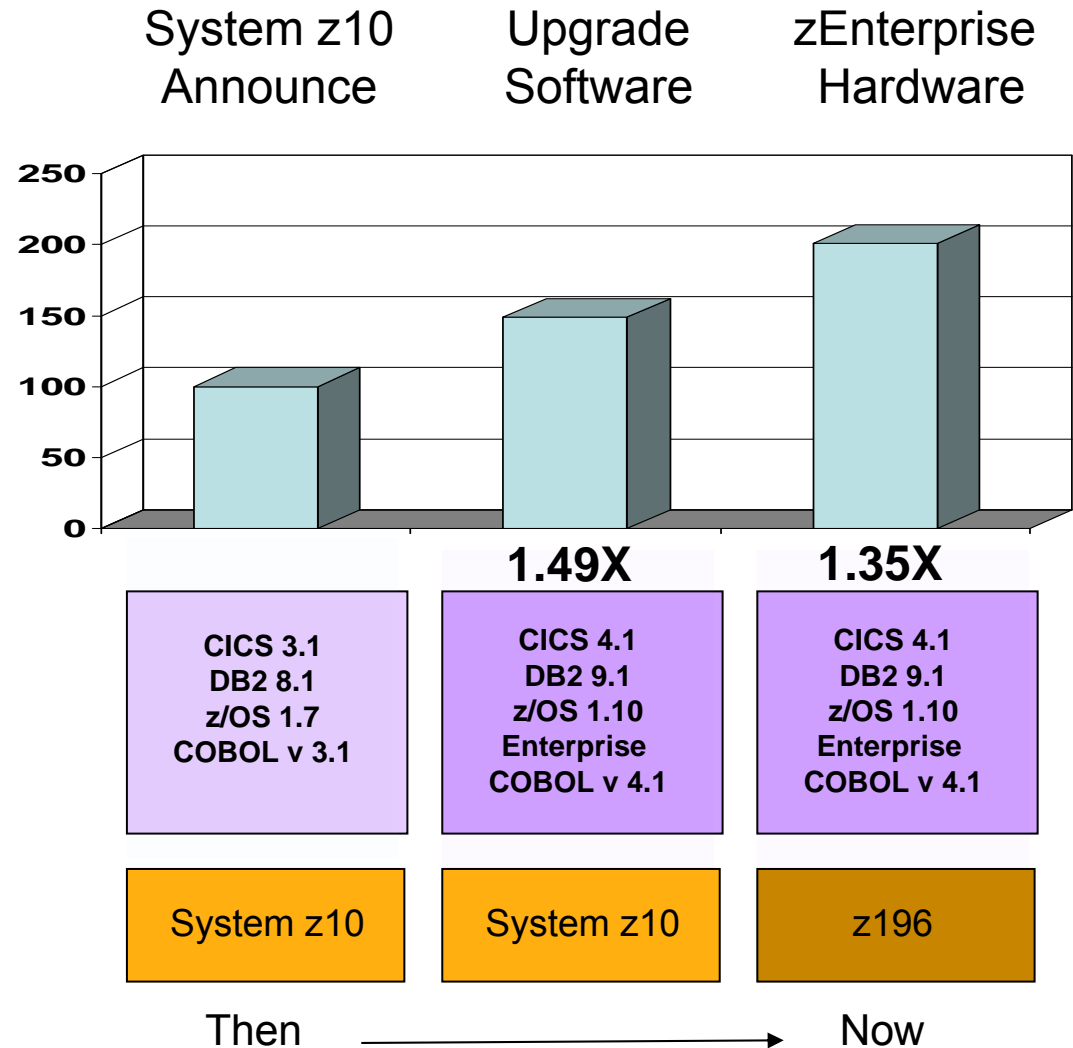 System z10
Announce
Upgrade
Software
zEnterprise
Hardware
250
200
150
100
50
0
1.49X
1.35X
CICS 3.1
DB2 8.1
z/OS 1.7
COBOL v 3.1
CICS 4.1
DB2 9.1
z/OS 1.10
Enterprise
COBOL v 4.1
CICS 4.1
DB2 9.1
z/OS 1.10
Enterprise
COBOL v 4.1
System z10
System z10
z196
Then
Now